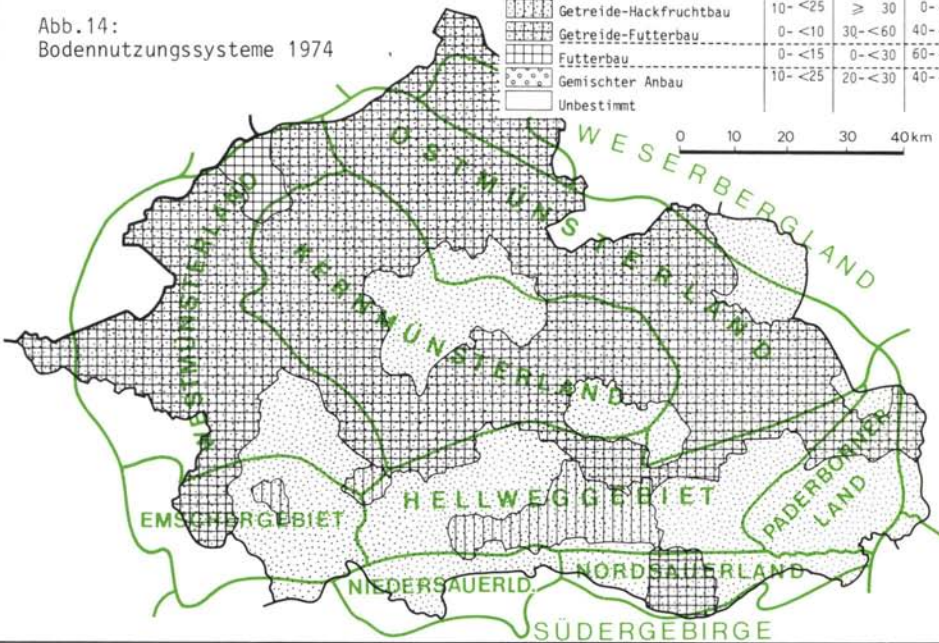 Abb.14:
Bodennutzungssysteme 1974
Getreide-Hackfruchtbau 10- <25 ≥ 30 0-
Getreide-Futterbau 0- <10 30-<60 40-
Futterbau 0- <15 0-<30 60-
Gemischter Anbau 10- <25 20-<30 40-
Unbestimmt
0 10 20 30 40 km
WESERBERGLAND
OSTMÜNSTERLAND
WESTMÜNSTERLAND
KERNMÜNSTERLAND
HELLWEGGEBIET
EMSCHERGEBIET
PADERBORNER
LAND
NIEDERSAUERLD.
NORDSAUERLAND
SÜDERGEBIRGE